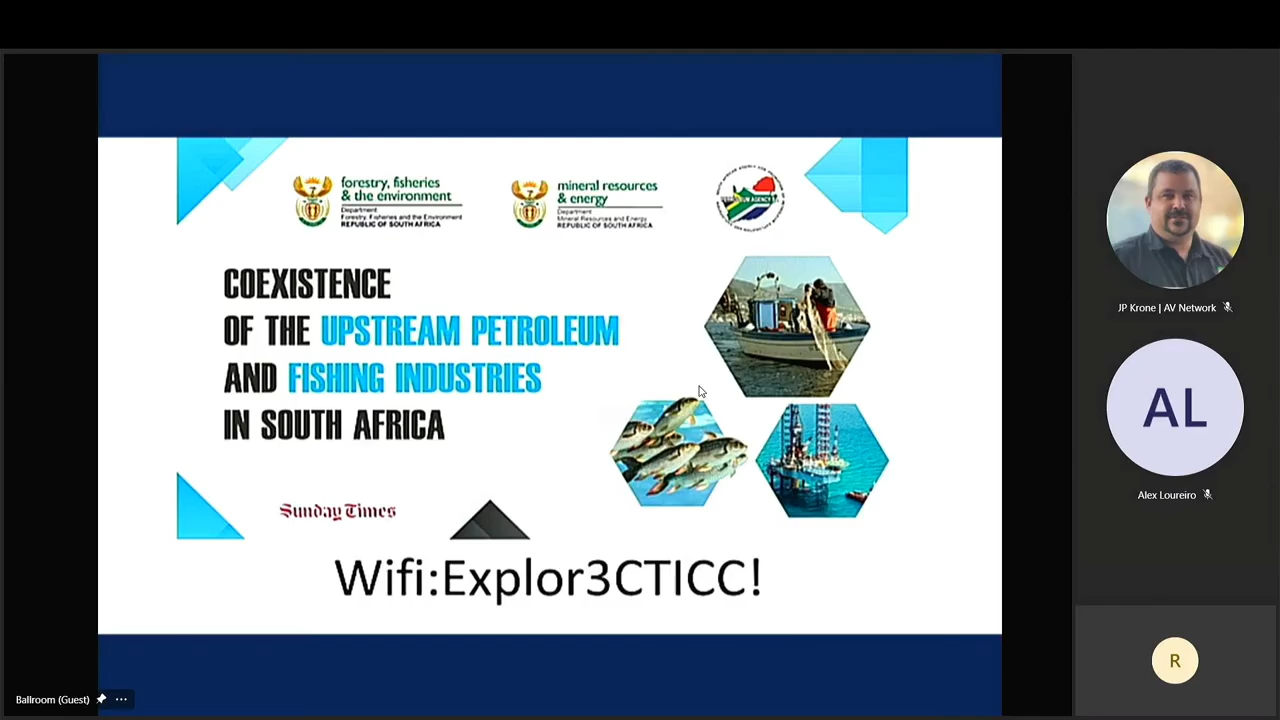 forestry, fisheries
& the environment
Department
Forestry, Fisheries and the Environment
REPUBLIC OF SOUTH AFRICA
mineral resources
& energy
Department
Mineral Resources and Energy
REPUBLIC OF SOUTH AFRICA
COEXISTENCE
OF THE UPSTREAM PETROLEUM
AND FISHING INDUSTRIES
IN SOUTH AFRICA
Sunday Times
Wifi:Explor3CTICC!
JP Krone | AV Network
AL
Alex Loureiro
R
Ballroom (Guest)